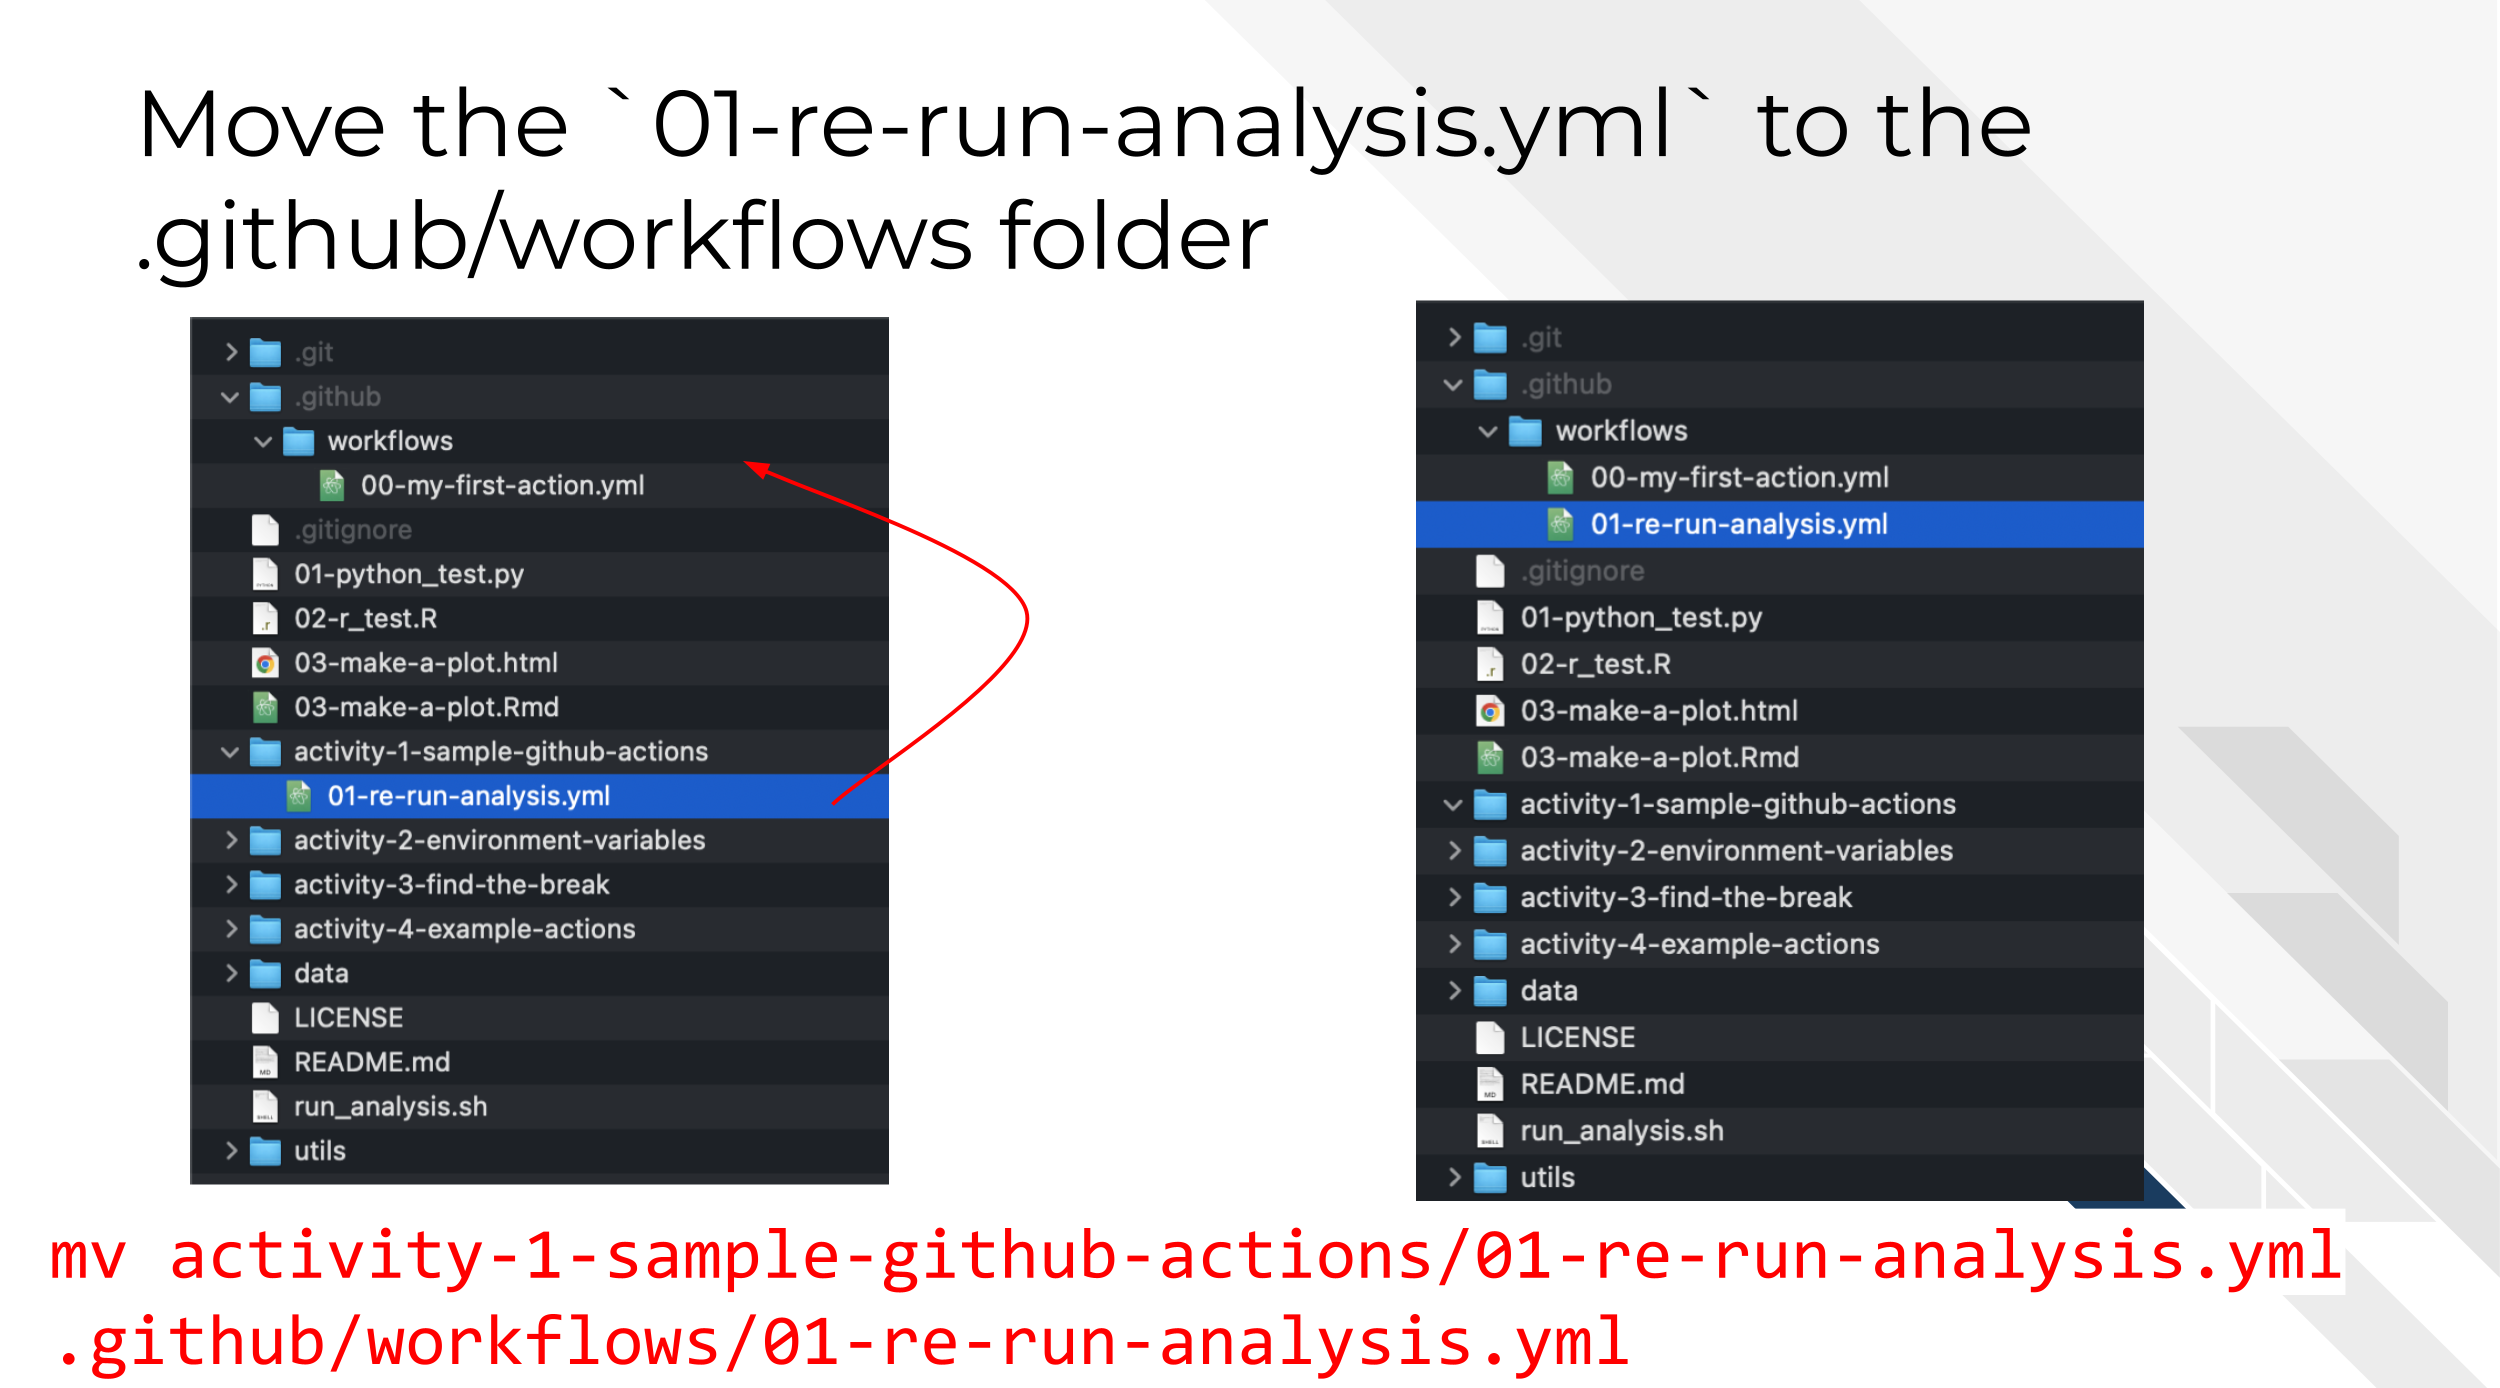 Move the `01-re-run-analysis.yml` to the
.github/workflows folder
.git
.github
workflows
00-my-first-action.yml
.gitignore
01-python_test.py
02-r_test.R
03-make-a-plot.html
03-make-a-plot.Rmd
activity-1-sample-github-actions
01-re-run-analysis.yml
activity-2-environment-variables
activity-3-find-the-break
activity-4-example-actions
data
LICENSE
README.md
run_analysis.sh
utils
.git
.github
workflows
00-my-first-action.yml
01-re-run-analysis.yml
.gitignore
01-python_test.py
02-r_test.R
03-make-a-plot.html
03-make-a-plot.Rmd
activity-1-sample-github-actions
activity-2-environment-variables
activity-3-find-the-break
activity-4-example-actions
data
LICENSE
README.md
run_analysis.sh
utils
mv activity-1-sample-github-actions/01-re-run-analysis.yml
.github/workflows/01-re-run-analysis.yml